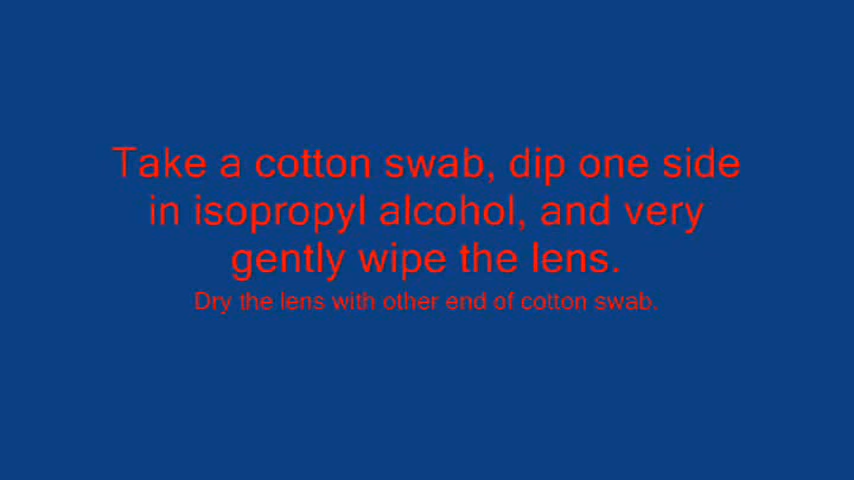 Take a cotton swab, dip one side
in isopropyl alcohol, and very
gently wipe the lens.
Dry the lens with other end of cotton swab.